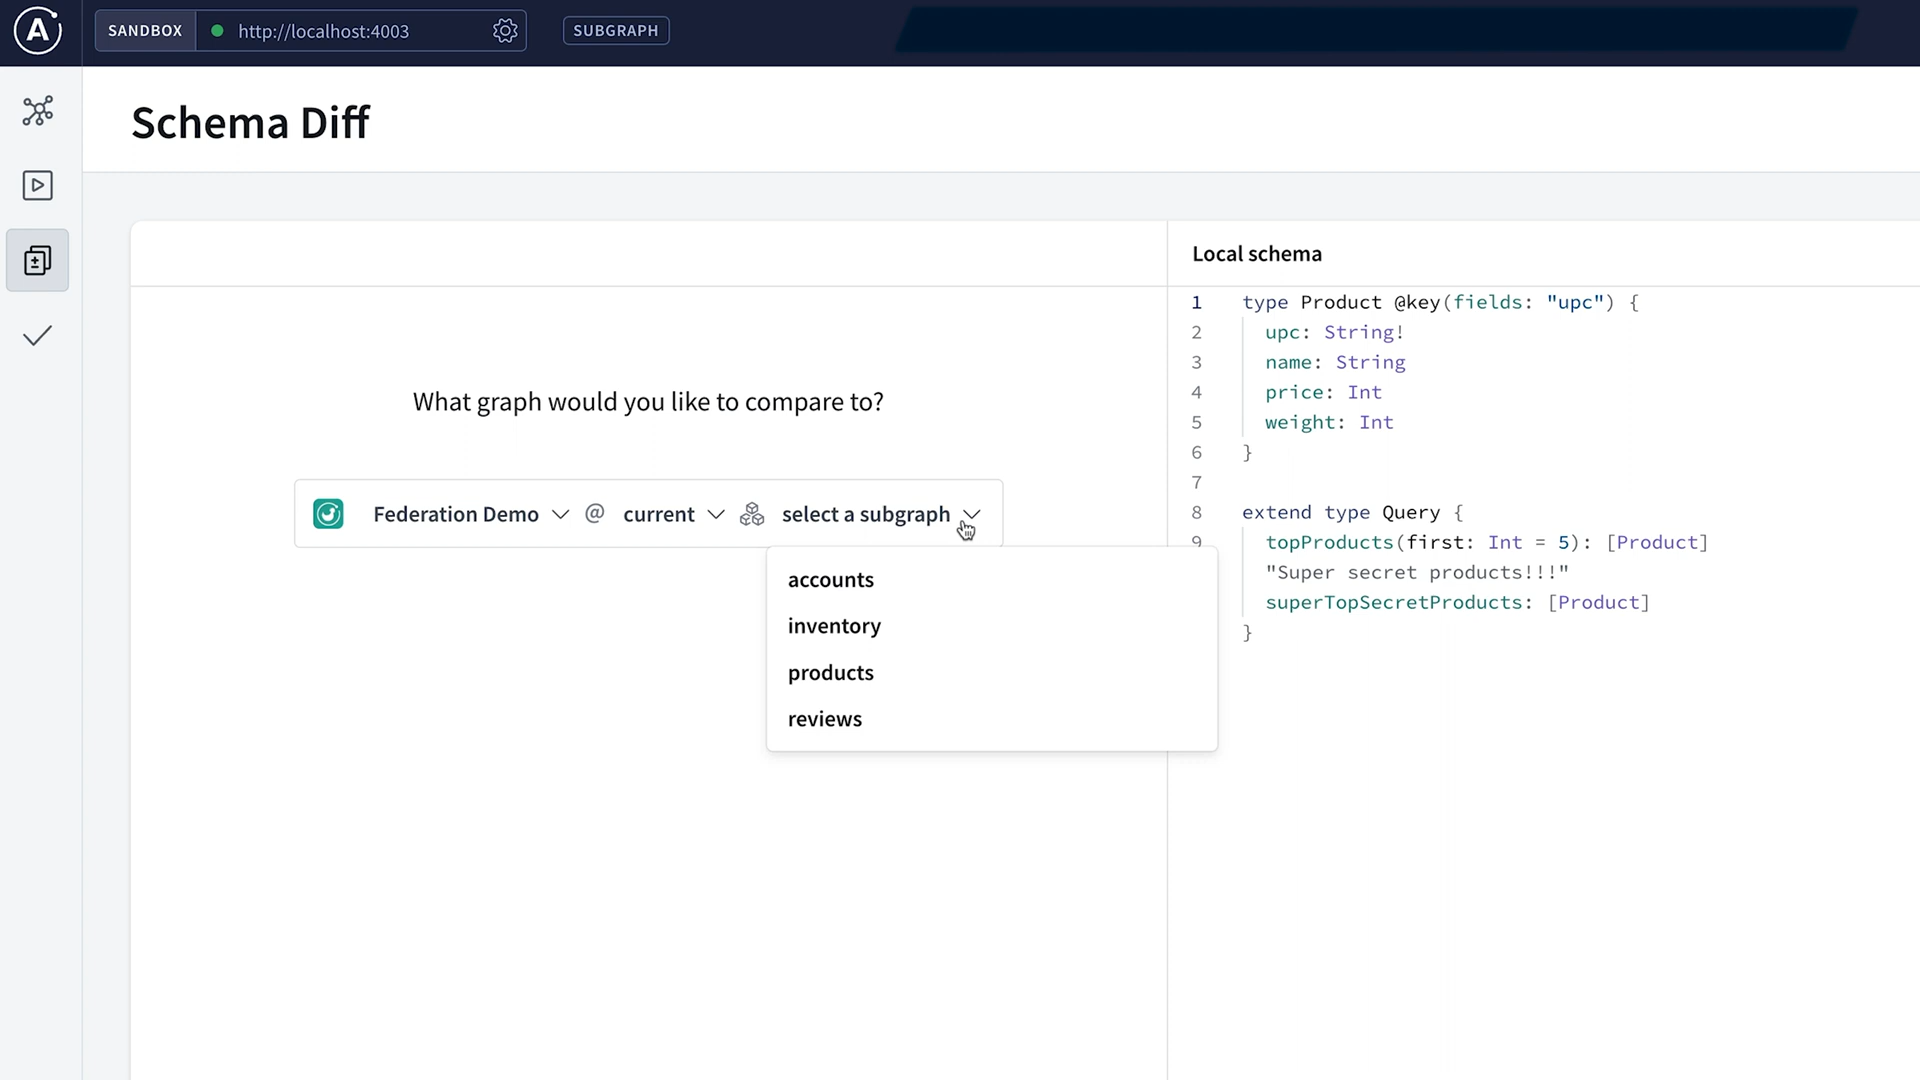 SANDBOX http://localhost:4003 SUBGRAPH
Schema Diff
Local schema
What graph would you like to compare to?
Federation Demo @ current select a subgraph
accounts
inventory
products
reviews
1 type Product @key(fields: "upc") {
2 upc: String!
3 name: String
4 price: Int
5 weight: Int
6 }
7
8 extend type Query {
9 topProducts(first: Int = 5): [Product]
"Super secret products!!!"
superTopSecretProducts: [Product]
}